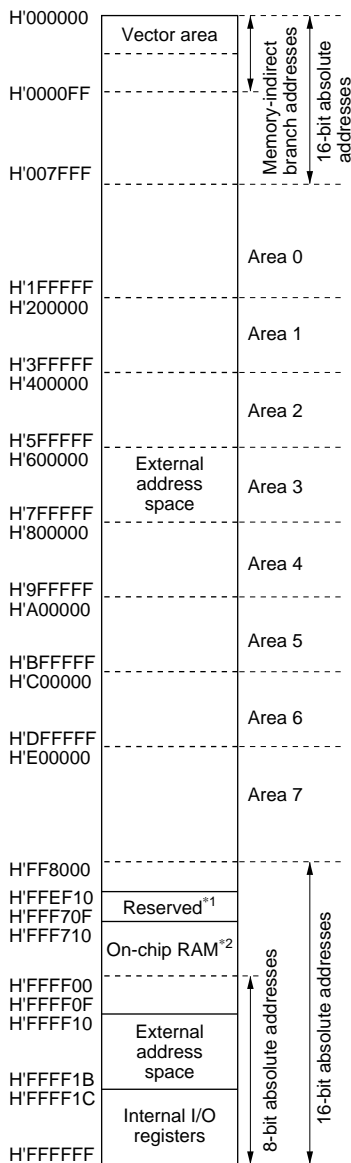 H'000000
Vector area
H'0000FF
Memory-indirect
branch addresses
16-bit absolute
addresses
H'007FFF
Area 0
H'1FFFFF
H'200000
Area 1
H'3FFFFF
H'400000
Area 2
H'5FFFFF
H'600000
External
address
space
Area 3
H'7FFFFF
H'800000
Area 4
H'9FFFFF
H'A00000
Area 5
H'BFFFFF
H'C00000
Area 6
H'DFFFFF
H'E00000
Area 7
H'FF8000
H'FFEF10
Reserved*1
H'FFF70F
H'FFF710
On-chip RAM*2
H'FFFF00
H'FFFF0F
H'FFFF10
External
address
space
H'FFFF1B
H'FFFF1C
Internal I/O
registers
H'FFFFFF
8-bit absolute addresses
16-bit absolute addresses